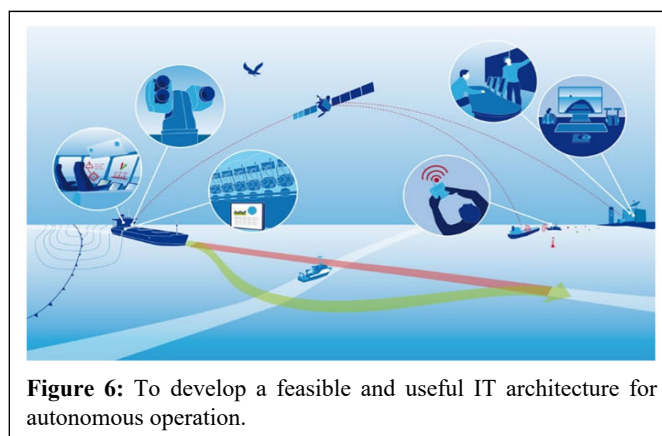 Figure 6: To develop a feasible and useful IT architecture for
autonomous operation.